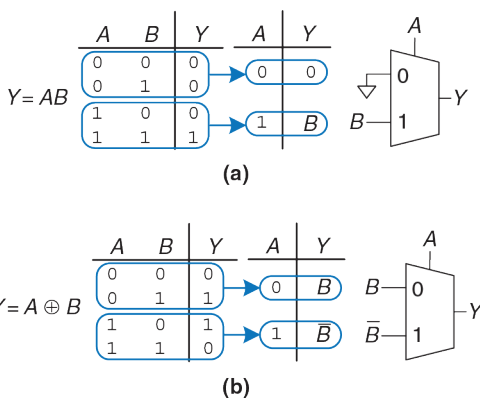 A B Y A Y A
0 0 0
0 1 0 0 0 0
Y = AB
1 0 0
1 1 1 1 B B 1 Y
(a)
A B Y A Y A
0 0 0
0 1 1 0 B B 0
Y = A ⊕ B
1 0 1
1 1 0 1 B̅ B̅ 1 Y
(b)